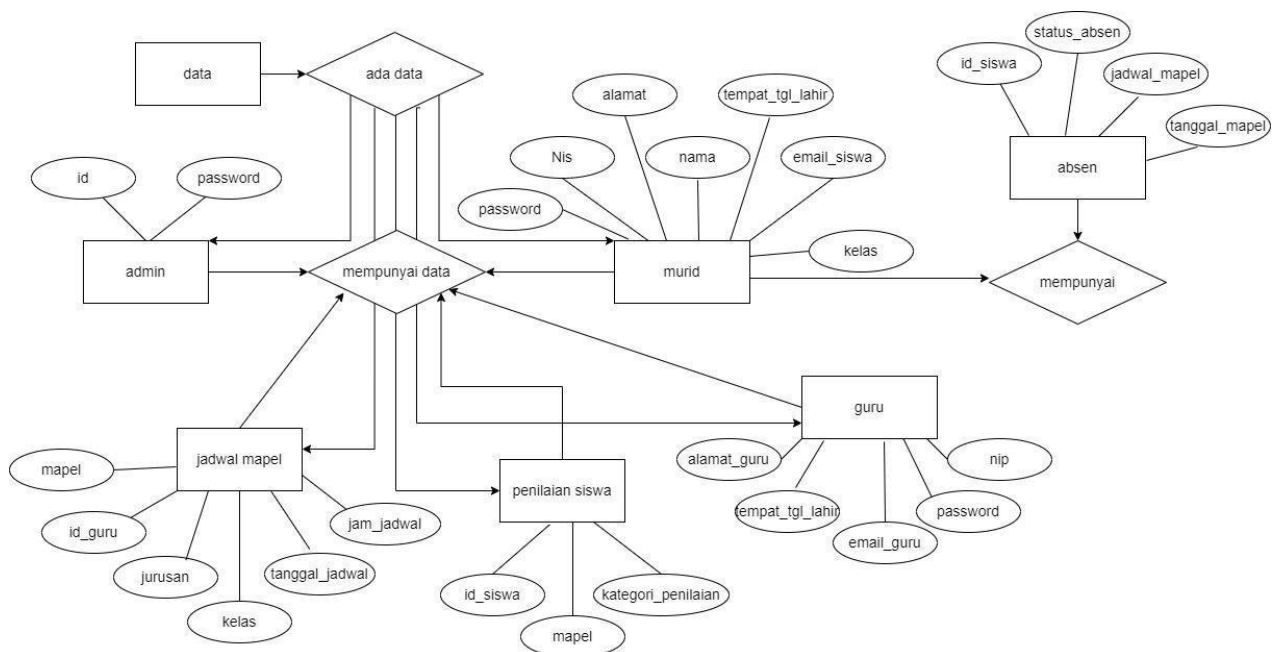 data
ada data
status_absen
id_siswa
jadwal_mapel
tanggal_mapel
absen
alamat
tempat_tgl_lahir
Nis
nama
email_siswa
password
kelas
murid
id
password
admin
mempunyai data
mempunyai
guru
alamat_guru
nip
tempat_tgl_lahir
password
email_guru
jadwal mapel
mapel
id_guru
jam_jadwal
jurusan
tanggal_jadwal
kelas
penilaian siswa
id_siswa
kategori_penilaian
mapel